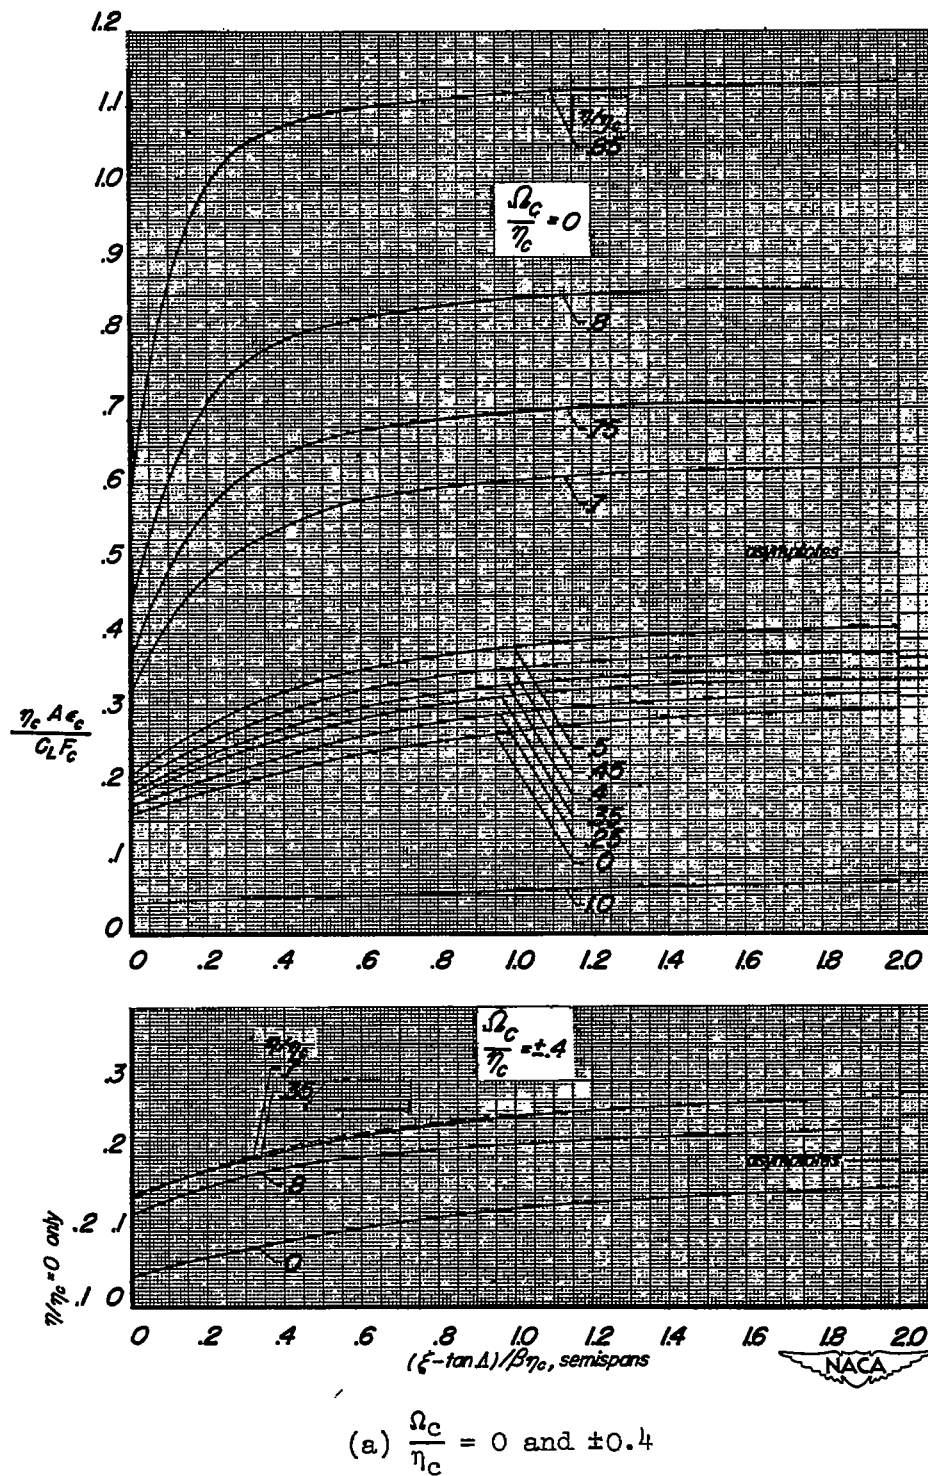 1.2
1.1
η/ηc
.85
1.0
Ωc/ηc = 0
.9
.8
.8
.7
.75
.6
.7
.5
asymptotes
.4
.3
ηc A εc / CL Fc
.5
.2
.45
.4
.35
.25
.1
0
1.0
0
0 .2 .4 .6 .8 1.0 1.2 1.4 1.6 1.8 2.0
Ωc/ηc = ±.4
η/ηc
.3
.35
.2
asymptotes
.8
η/ηc = 0 only
.2 .1
0
.1 0
0 .2 .4 .6 .8 1.0 1.2 1.4 1.6 1.8 2.0
(ξ-tan Λ)/βηc, semispans
NACA
(a) Ωc/ηc = 0 and ±0.4